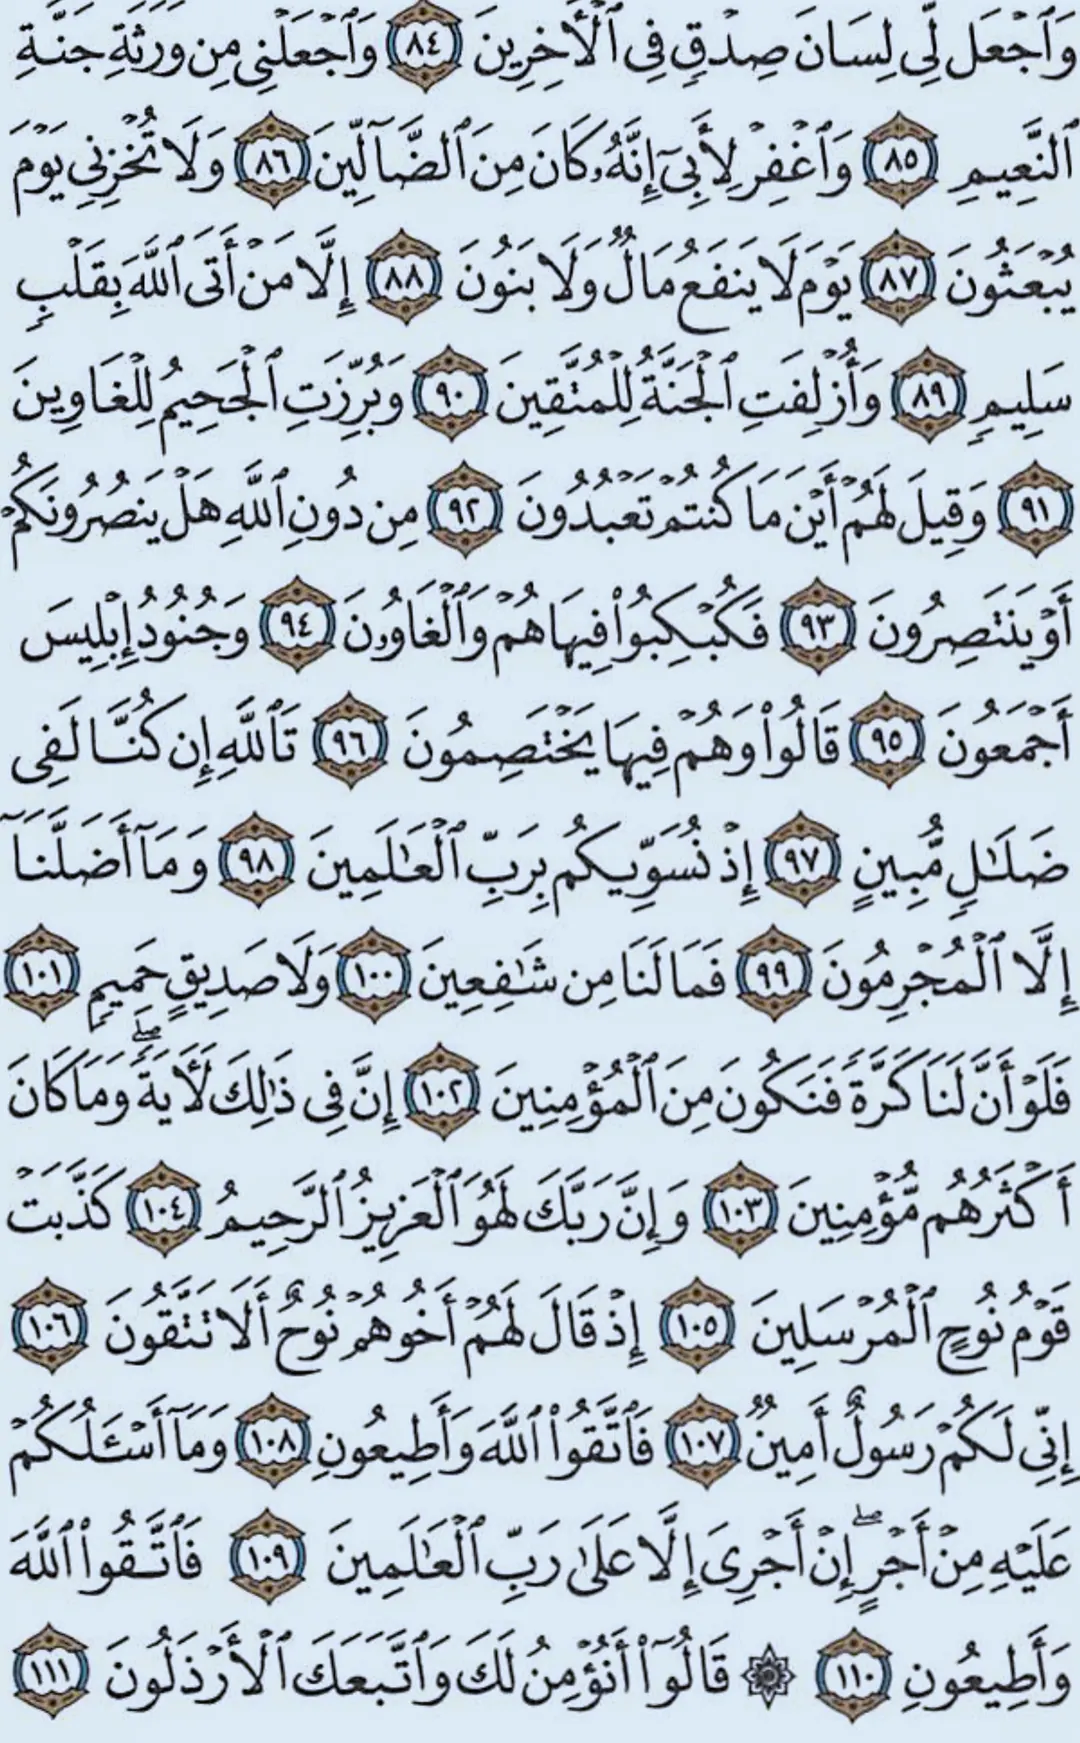 وَٱجۡعَل لِّي لِسَانَ صِدۡقٖ فِي ٱلۡأٓخِرِينَ ٨٤ وَٱجۡعَلۡنِي مِن وَرَثَةِ جَنَّةِ
ٱلنَّعِيمِ ٨٥ وَٱغۡفِرۡ لِأَبِيٓ إِنَّهُۥ كَانَ مِنَ ٱلضَّآلِّينَ ٨٦ وَلَا تُخۡزِنِي يَوۡمَ
يُبۡعَثُونَ ٨٧ يَوۡمَ لَا يَنفَعُ مَالٞ وَلَا بَنُونَ ٨٨ إِلَّا مَنۡ أَتَى ٱللَّهَ بِقَلۡبٖ
سَلِيمٖ ٨٩ وَأُزۡلِفَتِ ٱلۡجَنَّةُ لِلۡمُتَّقِينَ ٩٠ وَبُرِّزَتِ ٱلۡجَحِيمُ لِلۡغَاوِينَ
٩١ وَقِيلَ لَهُمۡ أَيۡنَ مَا كُنتُمۡ تَعۡبُدُونَ ٩٢ مِن دُونِ ٱللَّهِ هَلۡ يَنصُرُونَكُمۡ
أَوۡ يَنتَصِرُونَ ٩٣ فَكُبۡكِبُواْ فِيهَا هُمۡ وَٱلۡغَاوُۥنَ ٩٤ وَجُنُودُ إِبۡلِيسَ
أَجۡمَعُونَ ٩٥ قَالُواْ وَهُمۡ فِيهَا يَخۡتَصِمُونَ ٩٦ تَٱللَّهِ إِن كُنَّا لَفِي
ضَلَٰلٖ مُّبِينٍ ٩٧ إِذۡ نُسَوِّيكُم بِرَبِّ ٱلۡعَٰلَمِينَ ٩٨ وَمَآ أَضَلَّنَآ
إِلَّا ٱلۡمُجۡرِمُونَ ٩٩ فَمَا لَنَا مِن شَٰفِعِينَ ١٠٠ وَلَا صَدِيقٍ حَمِيمٖ ١٠١
فَلَوۡ أَنَّ لَنَا كَرَّةٗ فَنَكُونَ مِنَ ٱلۡمُؤۡمِنِينَ ١٠٢ إِنَّ فِي ذَٰلِكَ لَأٓيَةٗۖ وَمَا كَانَ
أَكۡثَرُهُم مُّؤۡمِنِينَ ١٠٣ وَإِنَّ رَبَّكَ لَهُوَ ٱلۡعَزِيزُ ٱلرَّحِيمُ ١٠٤ كَذَّبَتۡ
قَوۡمُ نُوحٍ ٱلۡمُرۡسَلِينَ ١٠٥ إِذۡ قَالَ لَهُمۡ أَخُوهُمۡ نُوحٌ أَلَا تَتَّقُونَ ١٠٦
إِنِّي لَكُمۡ رَسُولٌ أَمِينٞ ١٠٧ فَٱتَّقُواْ ٱللَّهَ وَأَطِيعُونِ ١٠٨ وَمَآ أَسۡـَٔلُكُمۡ
عَلَيۡهِ مِنۡ أَجۡرٍۖ إِنۡ أَجۡرِيَ إِلَّا عَلَىٰ رَبِّ ٱلۡعَٰلَمِينَ ١٠٩ فَٱتَّقُواْ ٱللَّهَ
وَأَطِيعُونِ ١١٠ ۞ قَالُوٓاْ أَنُؤۡمِنُ لَكَ وَٱتَّبَعَكَ ٱلۡأَرۡذَلُونَ ١١١